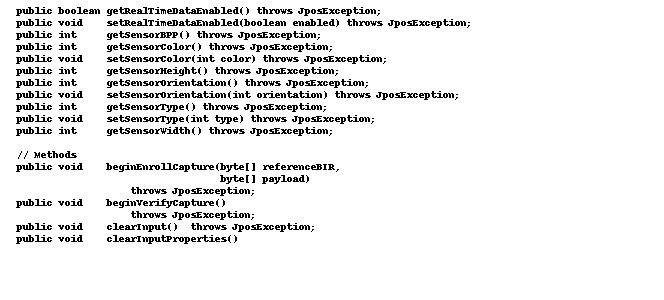 public boolean getRealTimeDataEnabled() throws JposException;
public void    setRealTimeDataEnabled(boolean enabled) throws JposException;
public int     getSensorBPP() throws JposException;
public int     getSensorColor() throws JposException;
public void    setSensorColor(int color) throws JposException;
public int     getSensorHeight() throws JposException;
public int     getSensorOrientation() throws JposException;
public void    setSensorOrientation(int orientation) throws JposException;
public int     getSensorType() throws JposException;
public void    setSensorType(int type) throws JposException;
public int     getSensorWidth() throws JposException;

// Methods
public void    beginEnrollCapture(byte[] referenceBIR,
                                  byte[] payload)
                   throws JposException;
public void    beginVerifyCapture()
                   throws JposException;
public void    clearInput()  throws JposException;
public void    clearInputProperties()